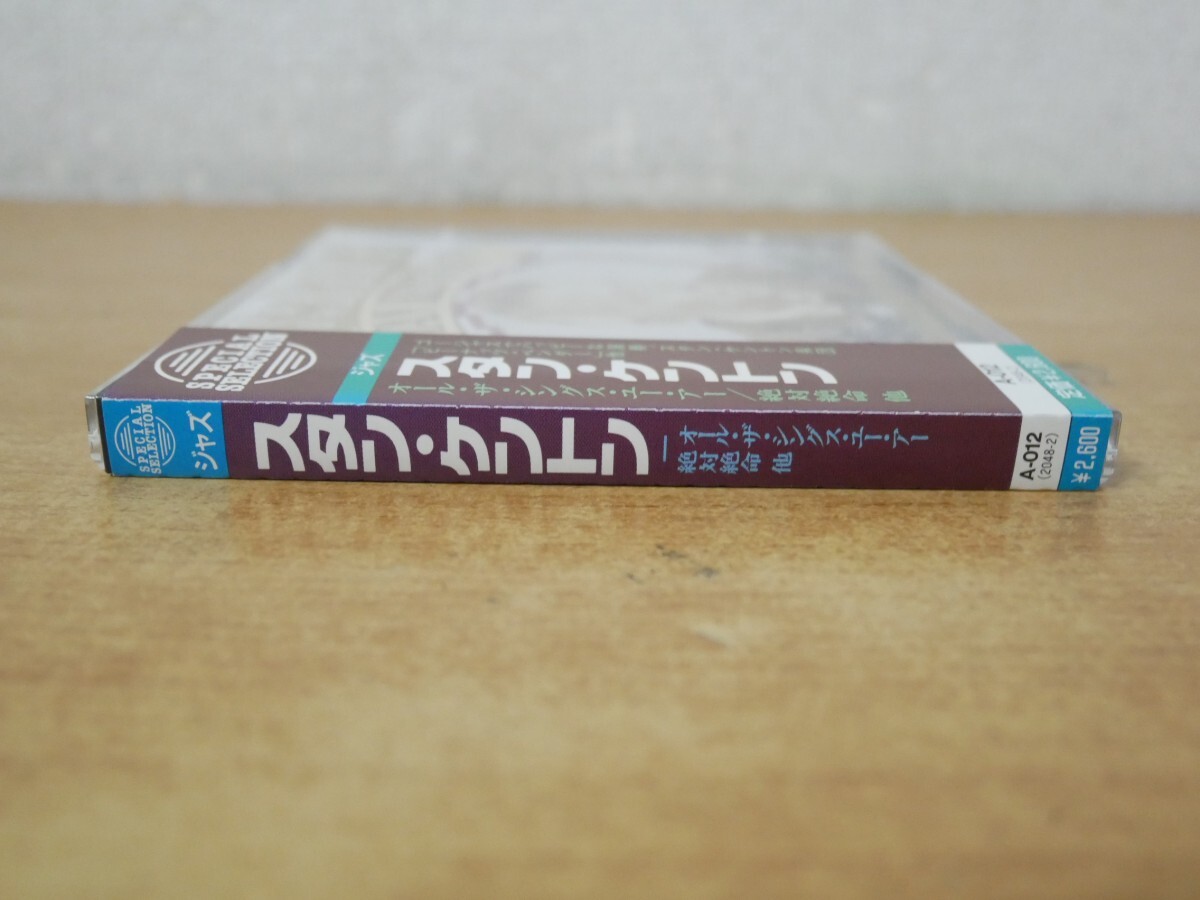 SPECIAL
SELECTION
ジャズ
スタン・ケントン
オール・ザ・シングス・ユー・アー/絶対絶命 他
SPECIAL
SELECTION
ジャズ
スタン・ケントン
オール・ザ・シングス・ユー・アー
絶対絶命 他
A-012
(2048-2)
¥2,600